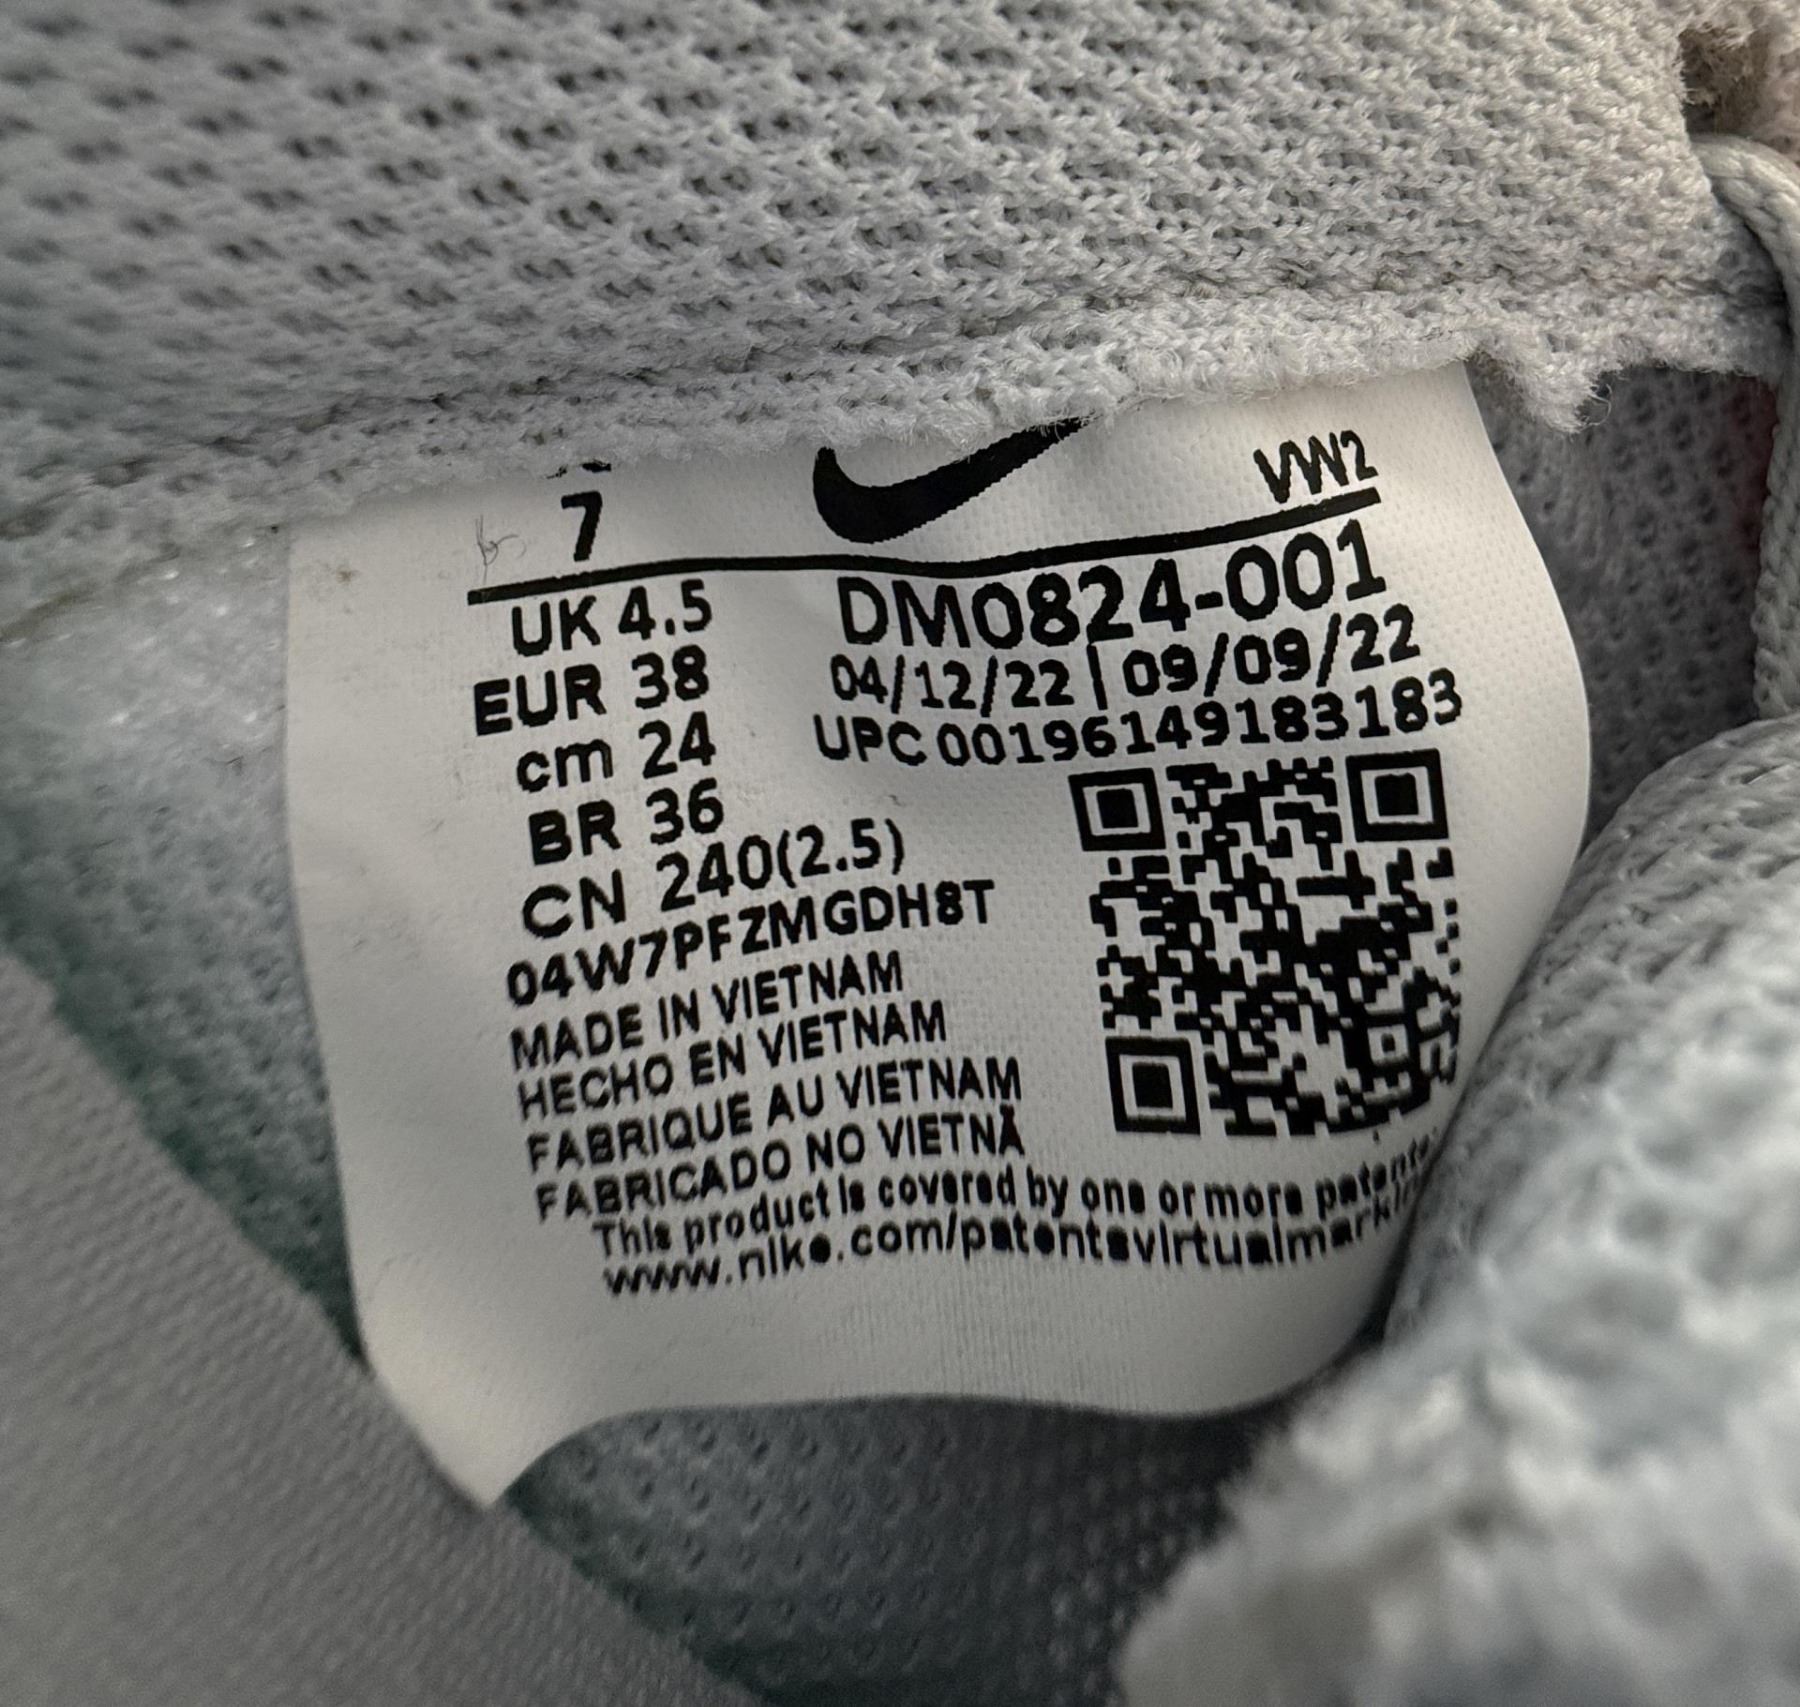 7
VW2
UK 4.5
EUR 38
cm 24
BR 36
CN 240(2.5)
04W7PFZMGDH8T
DM0824-001
04/12/22 | 09/09/22
UPC 00196149183183
MADE IN VIETNAM
HECHO EN VIETNAM
FABRIQUE AU VIETNAM
FABRICADO NO VIETNÃ
This product is covered by one or more patents
www.nike.com/patentsvirtualmarking